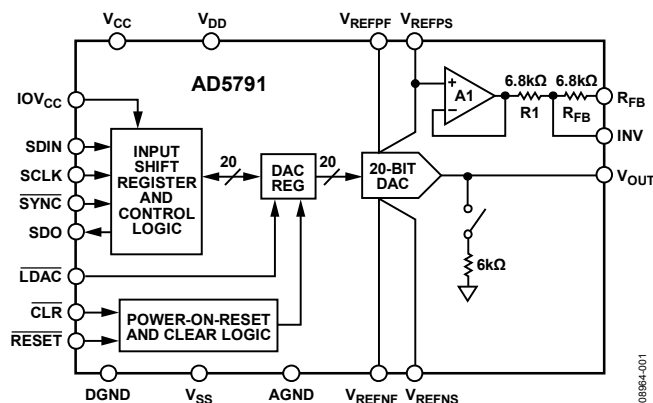 VCC
VDD
VREFPF
VREFPS
AD5791
IOVCC
SDIN
SCLK
SYNC
SDO
LDAC
CLR
RESET
INPUT
SHIFT
REGISTER
AND
CONTROL
LOGIC
20
DAC
REG
20
20-BIT
DAC
A1
+
−
6.8kΩ
R1
6.8kΩ
RFB
RFB
INV
VOUT
6kΩ
POWER-ON-RESET
AND CLEAR LOGIC
DGND
VSS
AGND
VREFNF
VREFNS
08964-001